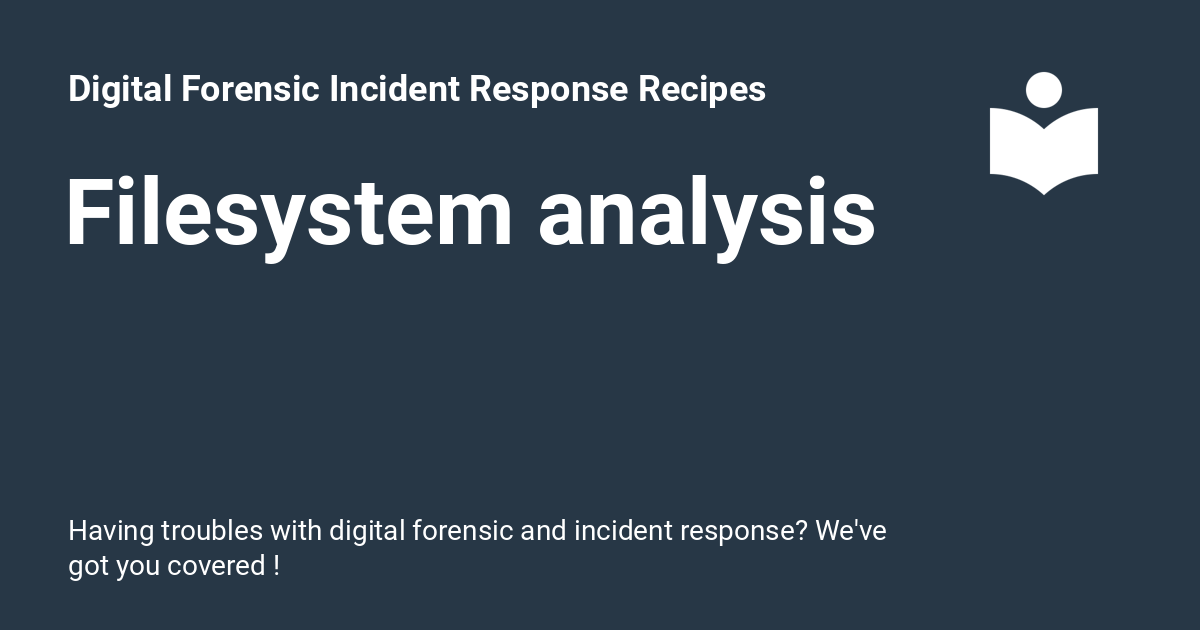 Digital Forensic Incident Response Recipes
Filesystem analysis
Having troubles with digital forensic and incident response? We've
got you covered !